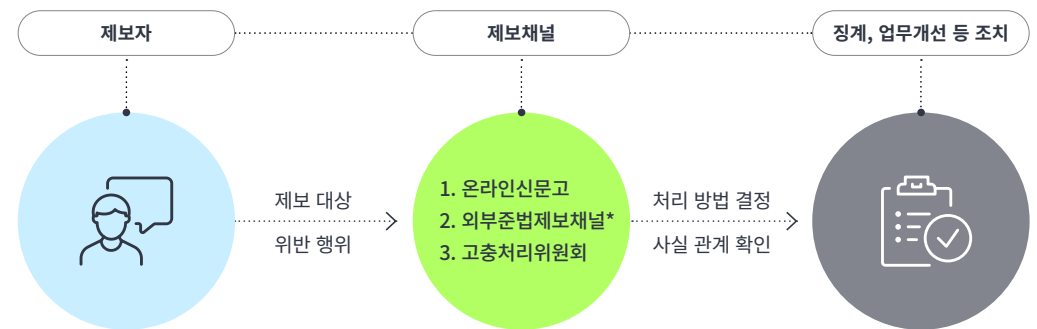 제보자
제보채널
징계, 업무개선 등 조치
제보 대상
위반 행위
1. 온라인신문고
2. 외부준법제보채널*
3. 고충처리위원회
처리 방법 결정
사실 관계 확인